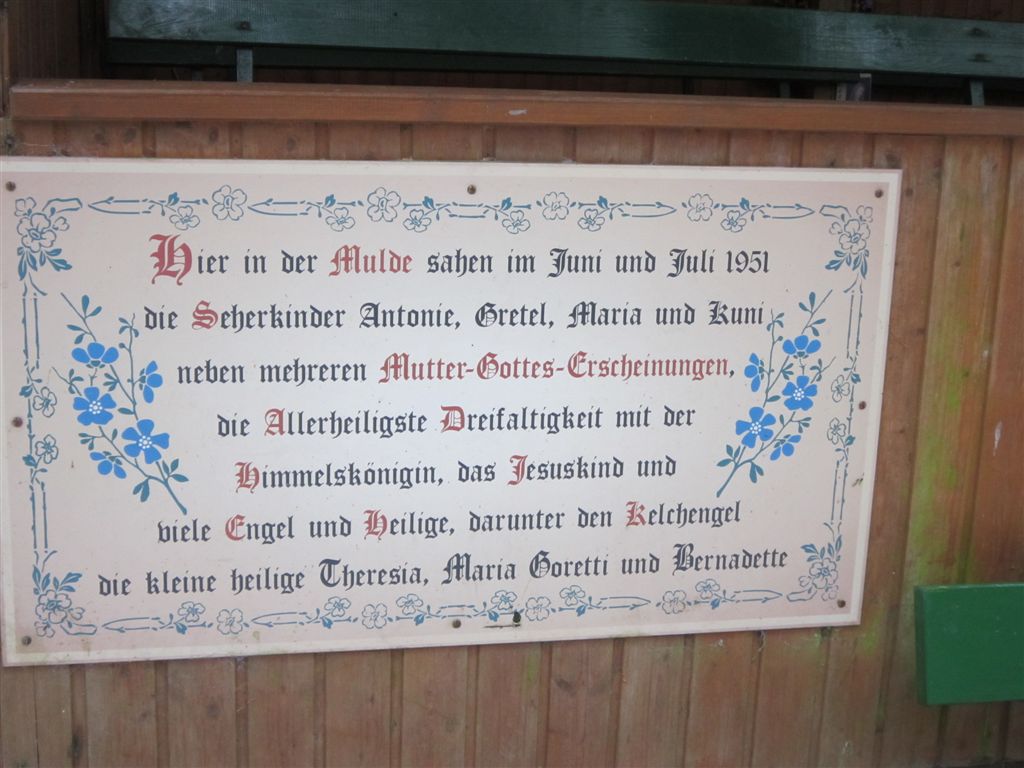 Hier in der Mulde sahen im Juni und Juli 1951
die Seherkinder Antonie, Gretel, Maria und Kuni
neben mehreren Mutter-Gottes-Erscheinungen,
die Allerheiligste Dreifaltigkeit mit der
Himmelskönigin, das Jesuskind und
viele Engel und Heilige, darunter den Kelchengel
die kleine heilige Theresia, Maria Goretti und Bernadette